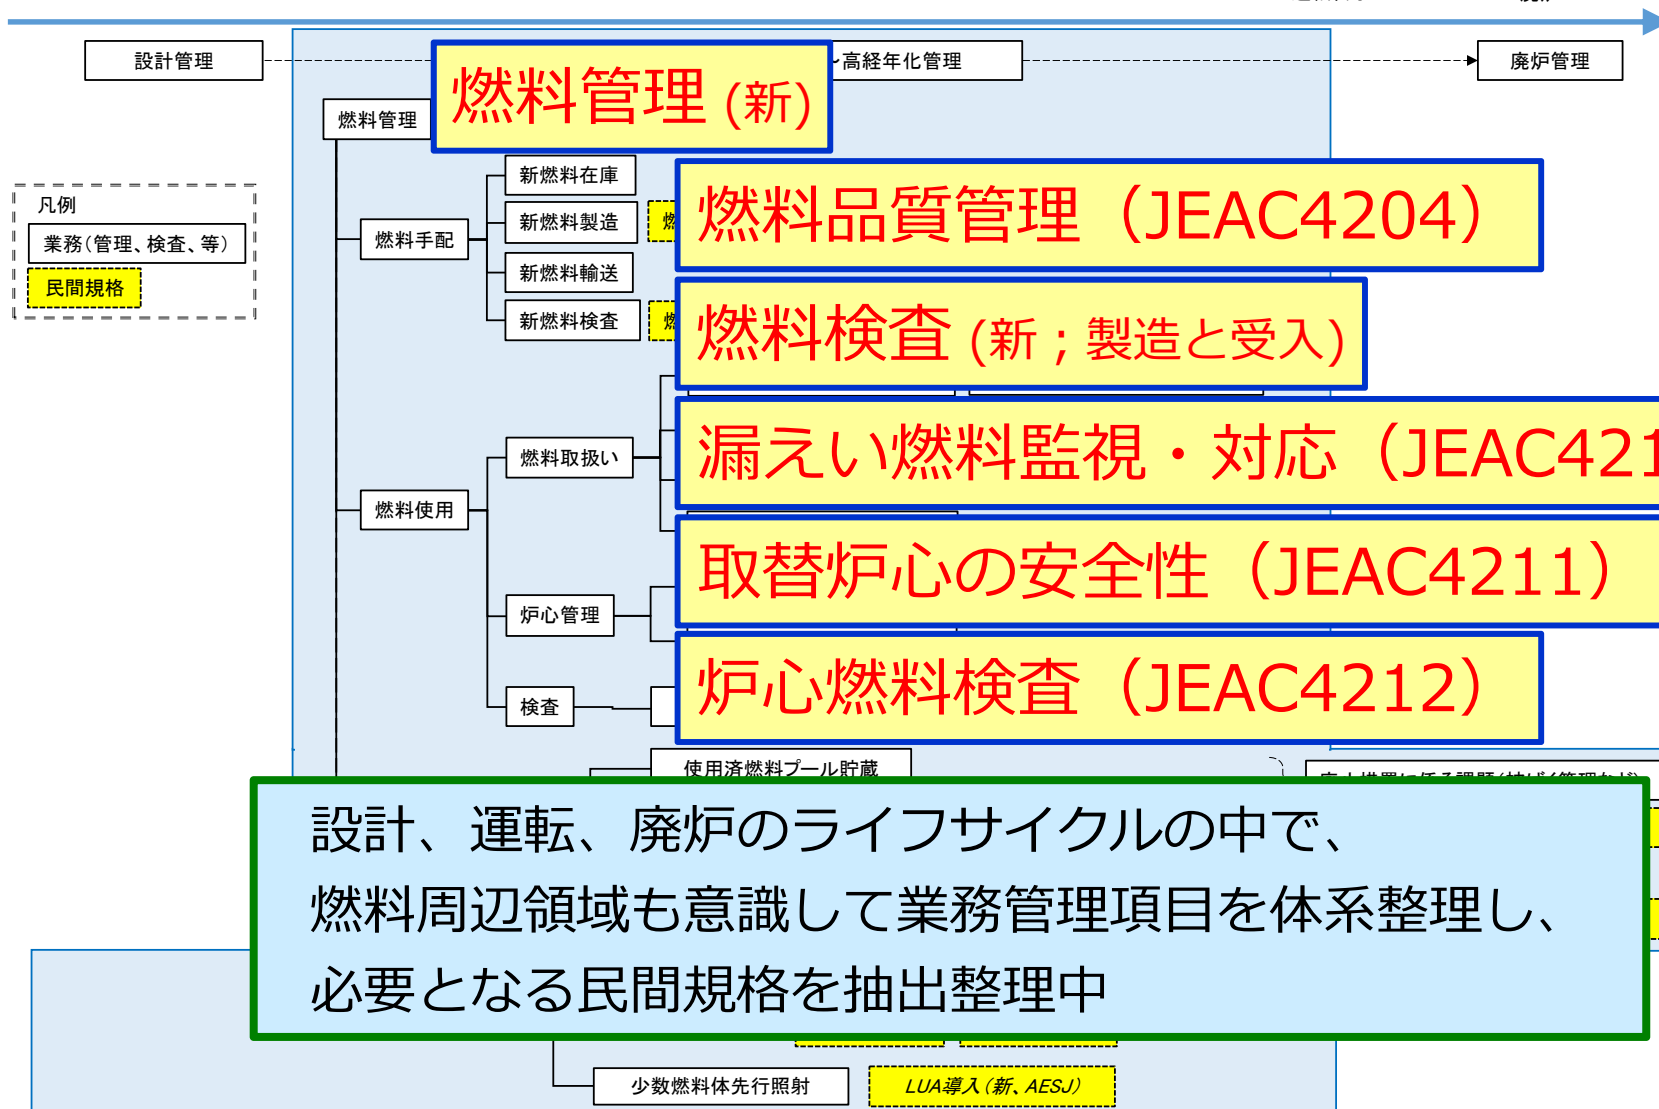 設計管理
高経年化管理
廃炉管理
燃料管理
燃料管理 (新)
凡例
業務(管理、検査、等)
民間規格
新燃料在庫
燃料手配
新燃料製造
燃
燃料品質管理（JEAC4204）
新燃料輸送
新燃料検査
燃料検査 (新；製造と受入)
燃料取扱い
漏えい燃料監視・対応（JEAC421
燃料使用
取替炉心の安全性（JEAC4211）
炉心管理
検査
炉心燃料検査（JEAC4212）
使用済燃料プール貯蔵
設計、運転、廃炉のライフサイクルの中で、
燃料周辺領域も意識して業務管理項目を体系整理し、
必要となる民間規格を抽出整理中
少数燃料体先行照射
LUA導入（新、AESJ）